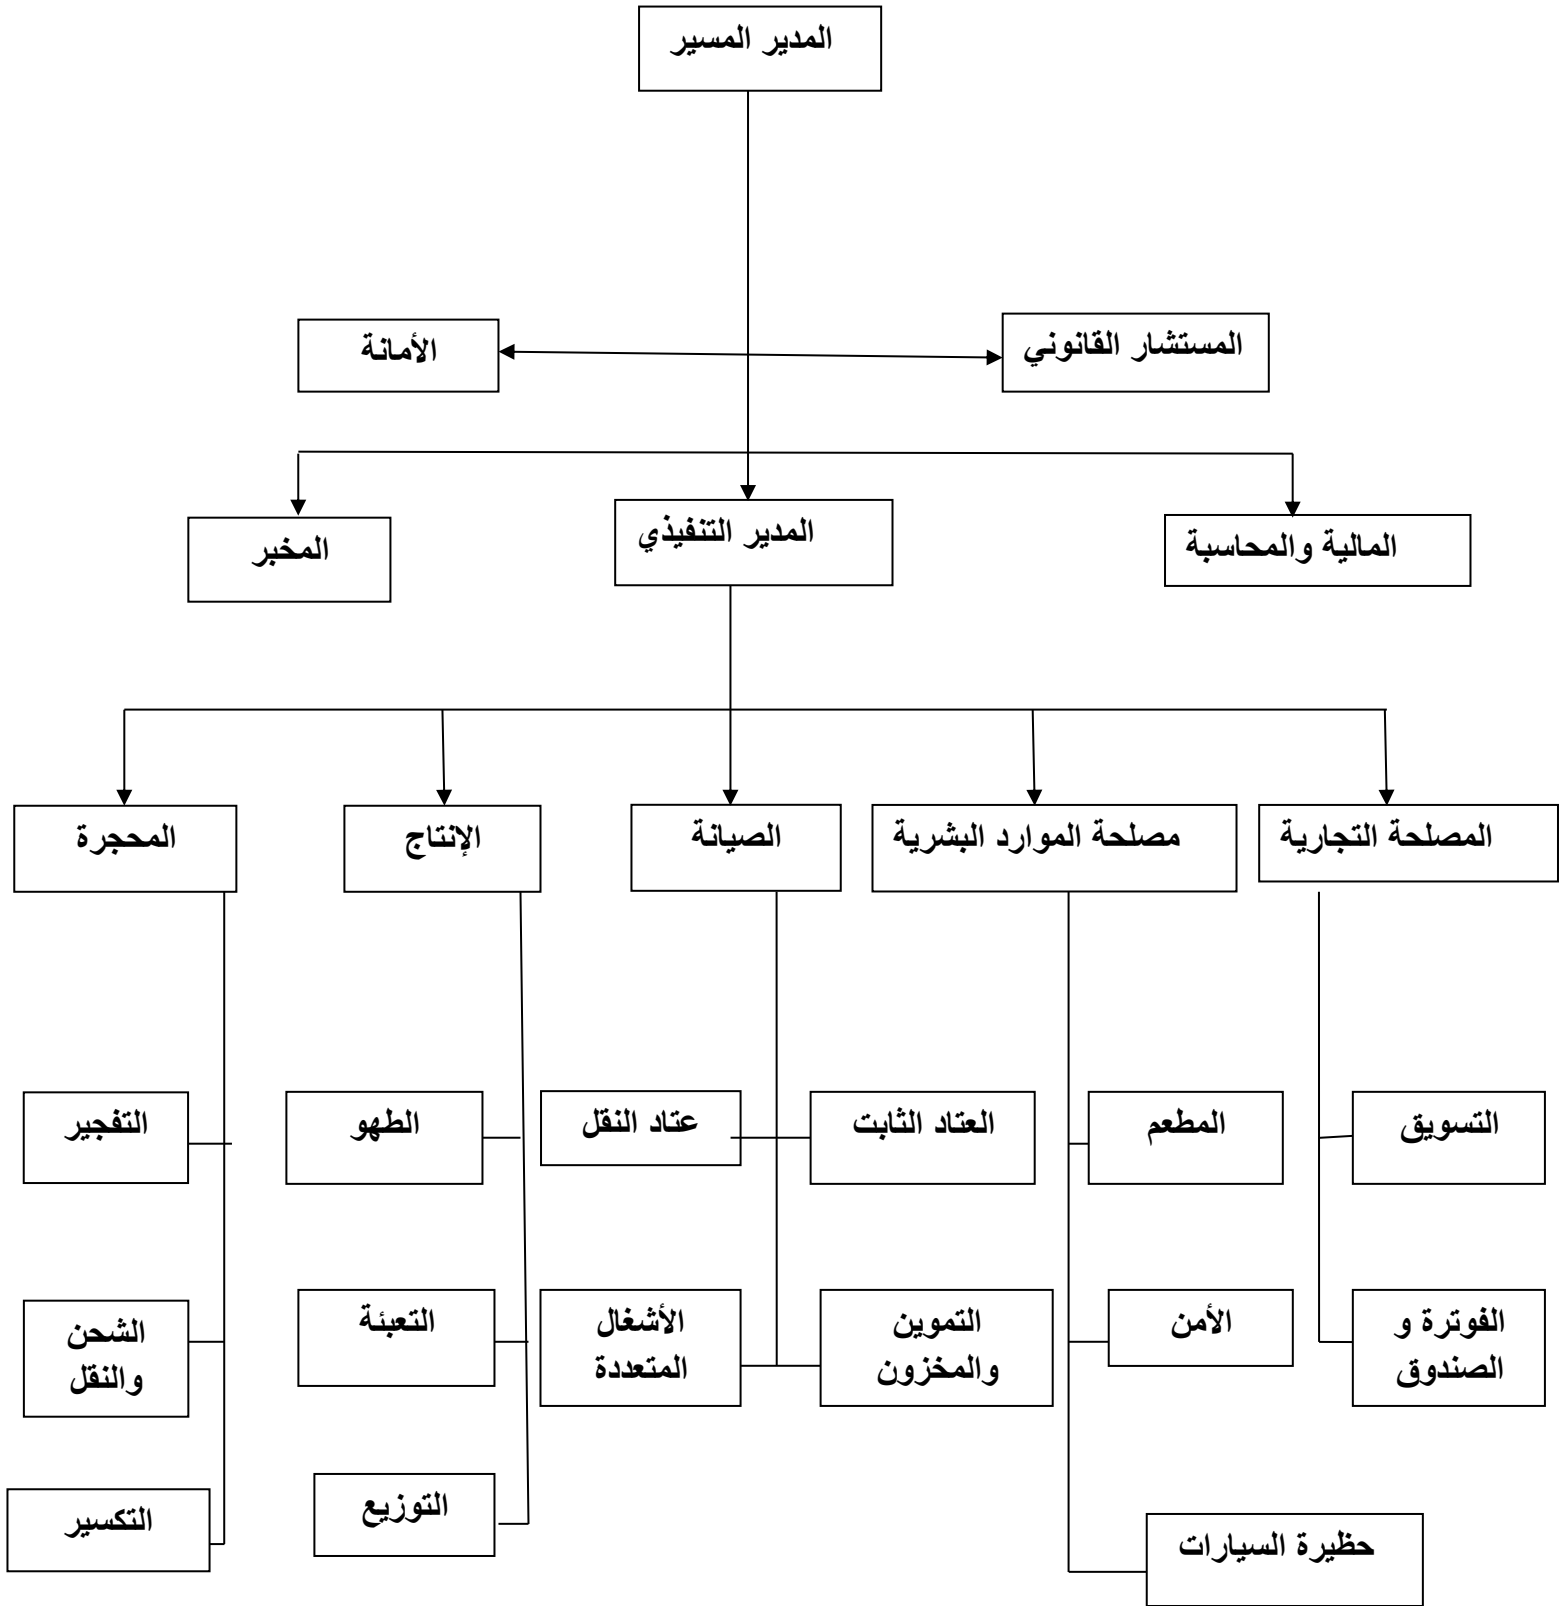 المدير المسير
المستشار القانوني
الأمانة
المالية والمحاسبة
المدير التنفيذي
المخبر
المصلحة التجارية
مصلحة الموارد البشرية
الصيانة
الإنتاج
المحجرة
التسويق
المطعم
العتاد الثابت
عتاد النقل
الطهو
التفجير
الفوترة و
الصندوق
الأمن
التموين
والمخزون
الأشغال
المتعددة
التعبئة
الشحن
والنقل
حظيرة السيارات
التوزيع
التكسير